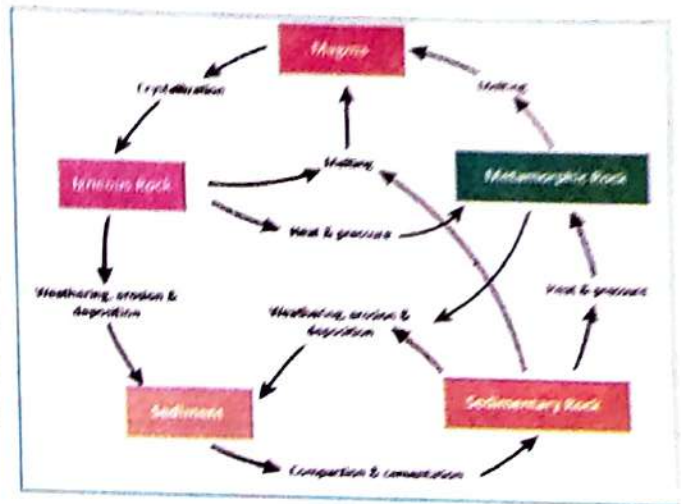 Magma
Crystallization
Melting
Igneous Rock
Melting
Metamorphic Rock
Heat & pressure
Heat & pressure
Weathering, erosion &
deposition
Weathering, erosion &
deposition
Sediment
Sedimentary Rock
Compaction & cementation